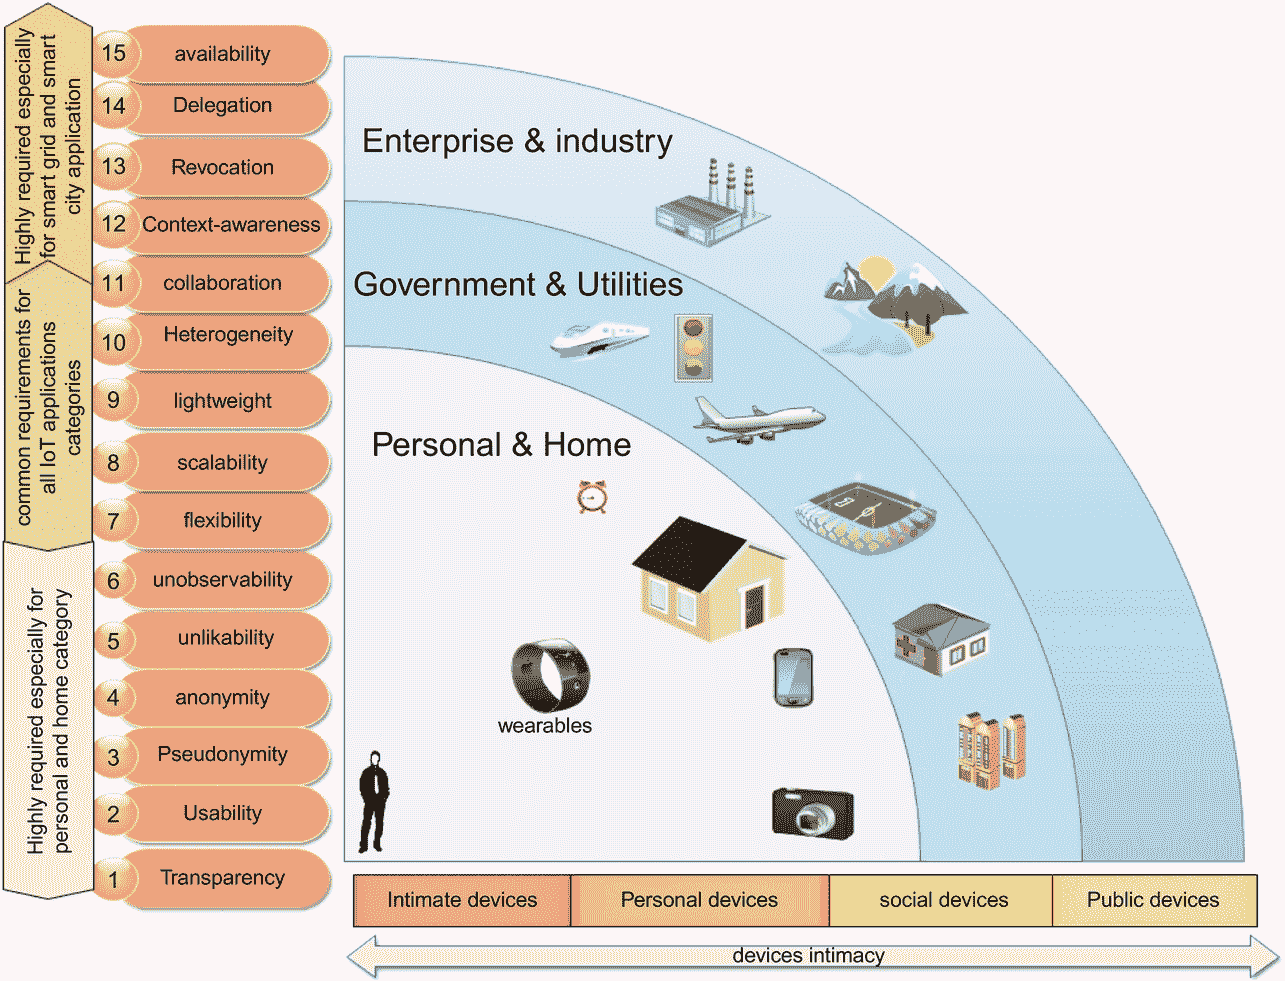 Highly required especially
for smart grid and smart
city application
common requirements for
all IoT applications
categories
Highly required especially for
personal and home category
15 availability
14 Delegation
13 Revocation
12 Context-awareness
11 collaboration
10 Heterogeneity
9 lightweight
8 scalability
7 flexibility
6 unobservability
5 unlikability
4 anonymity
3 Pseudonymity
2 Usability
1 Transparency
Enterprise & industry
Government & Utilities
Personal & Home
wearables
Intimate devices
Personal devices
social devices
Public devices
devices intimacy